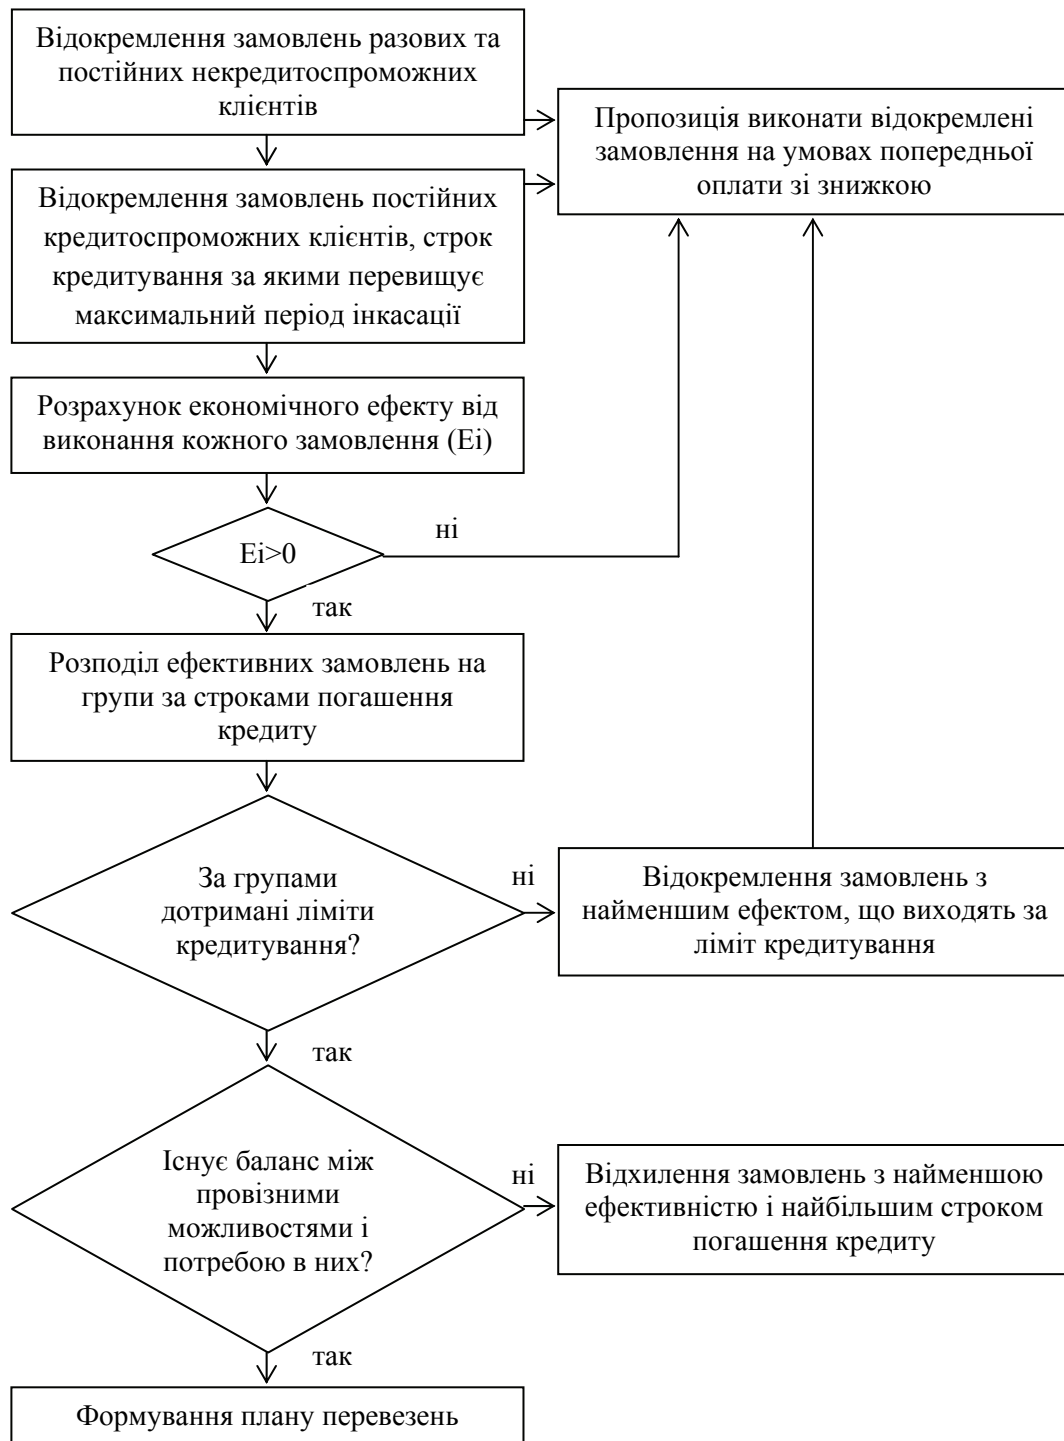 Відокремлення замовлень разових та
постійних некредитоспроможних
клієнтів
Пропозиція виконати відокремлені
замовлення на умовах попередньої
оплати зі знижкою
Відокремлення замовлень постійних
кредитоспроможних клієнтів, строк
кредитування за якими перевищує
максимальний період інкасації
Розрахунок економічного ефекту від
виконання кожного замовлення (Еі)
ні
Еі>0
так
Розподіл ефективних замовлень на
групи за строками погашення
кредиту
За групами
дотримані ліміти
кредитування?
ні
Відокремлення замовлень з
найменшим ефектом, що виходять за
ліміт кредитування
так
Існує баланс між
провізними
можливостями і
потребою в них?
ні
Відхилення замовлень з найменшою
ефективністю і найбільшим строком
погашення кредиту
так
Формування плану перевезень